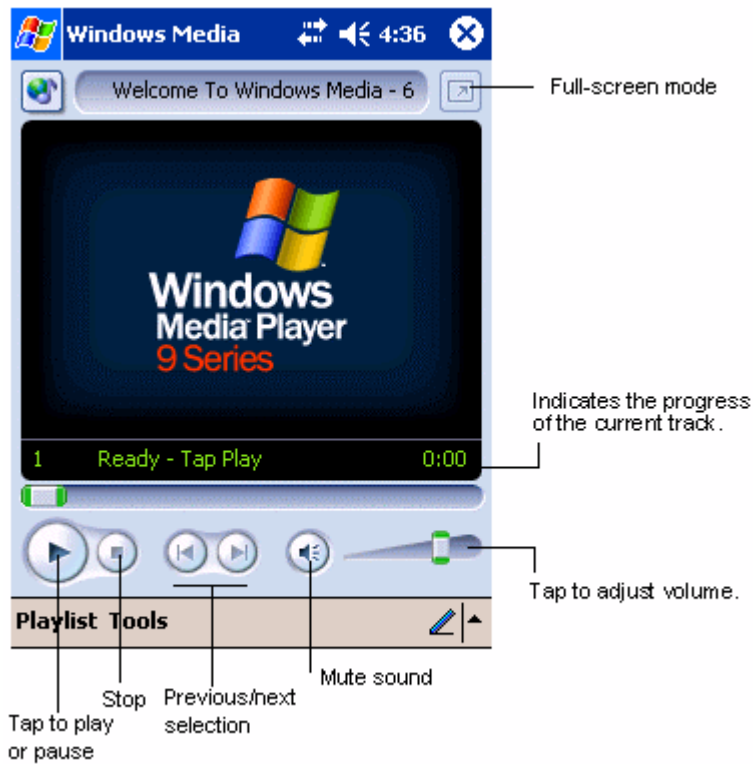 Windows Media 4:36
Welcome To Windows Media - 6
Full-screen mode
Windows
Media Player
9 Series
Indicates the progress
of the current track.
1 Ready - Tap Play 0:00
Tap to adjust volume.
Playlist Tools
Mute sound
Stop
Previous/next
selection
Tap to play
or pause